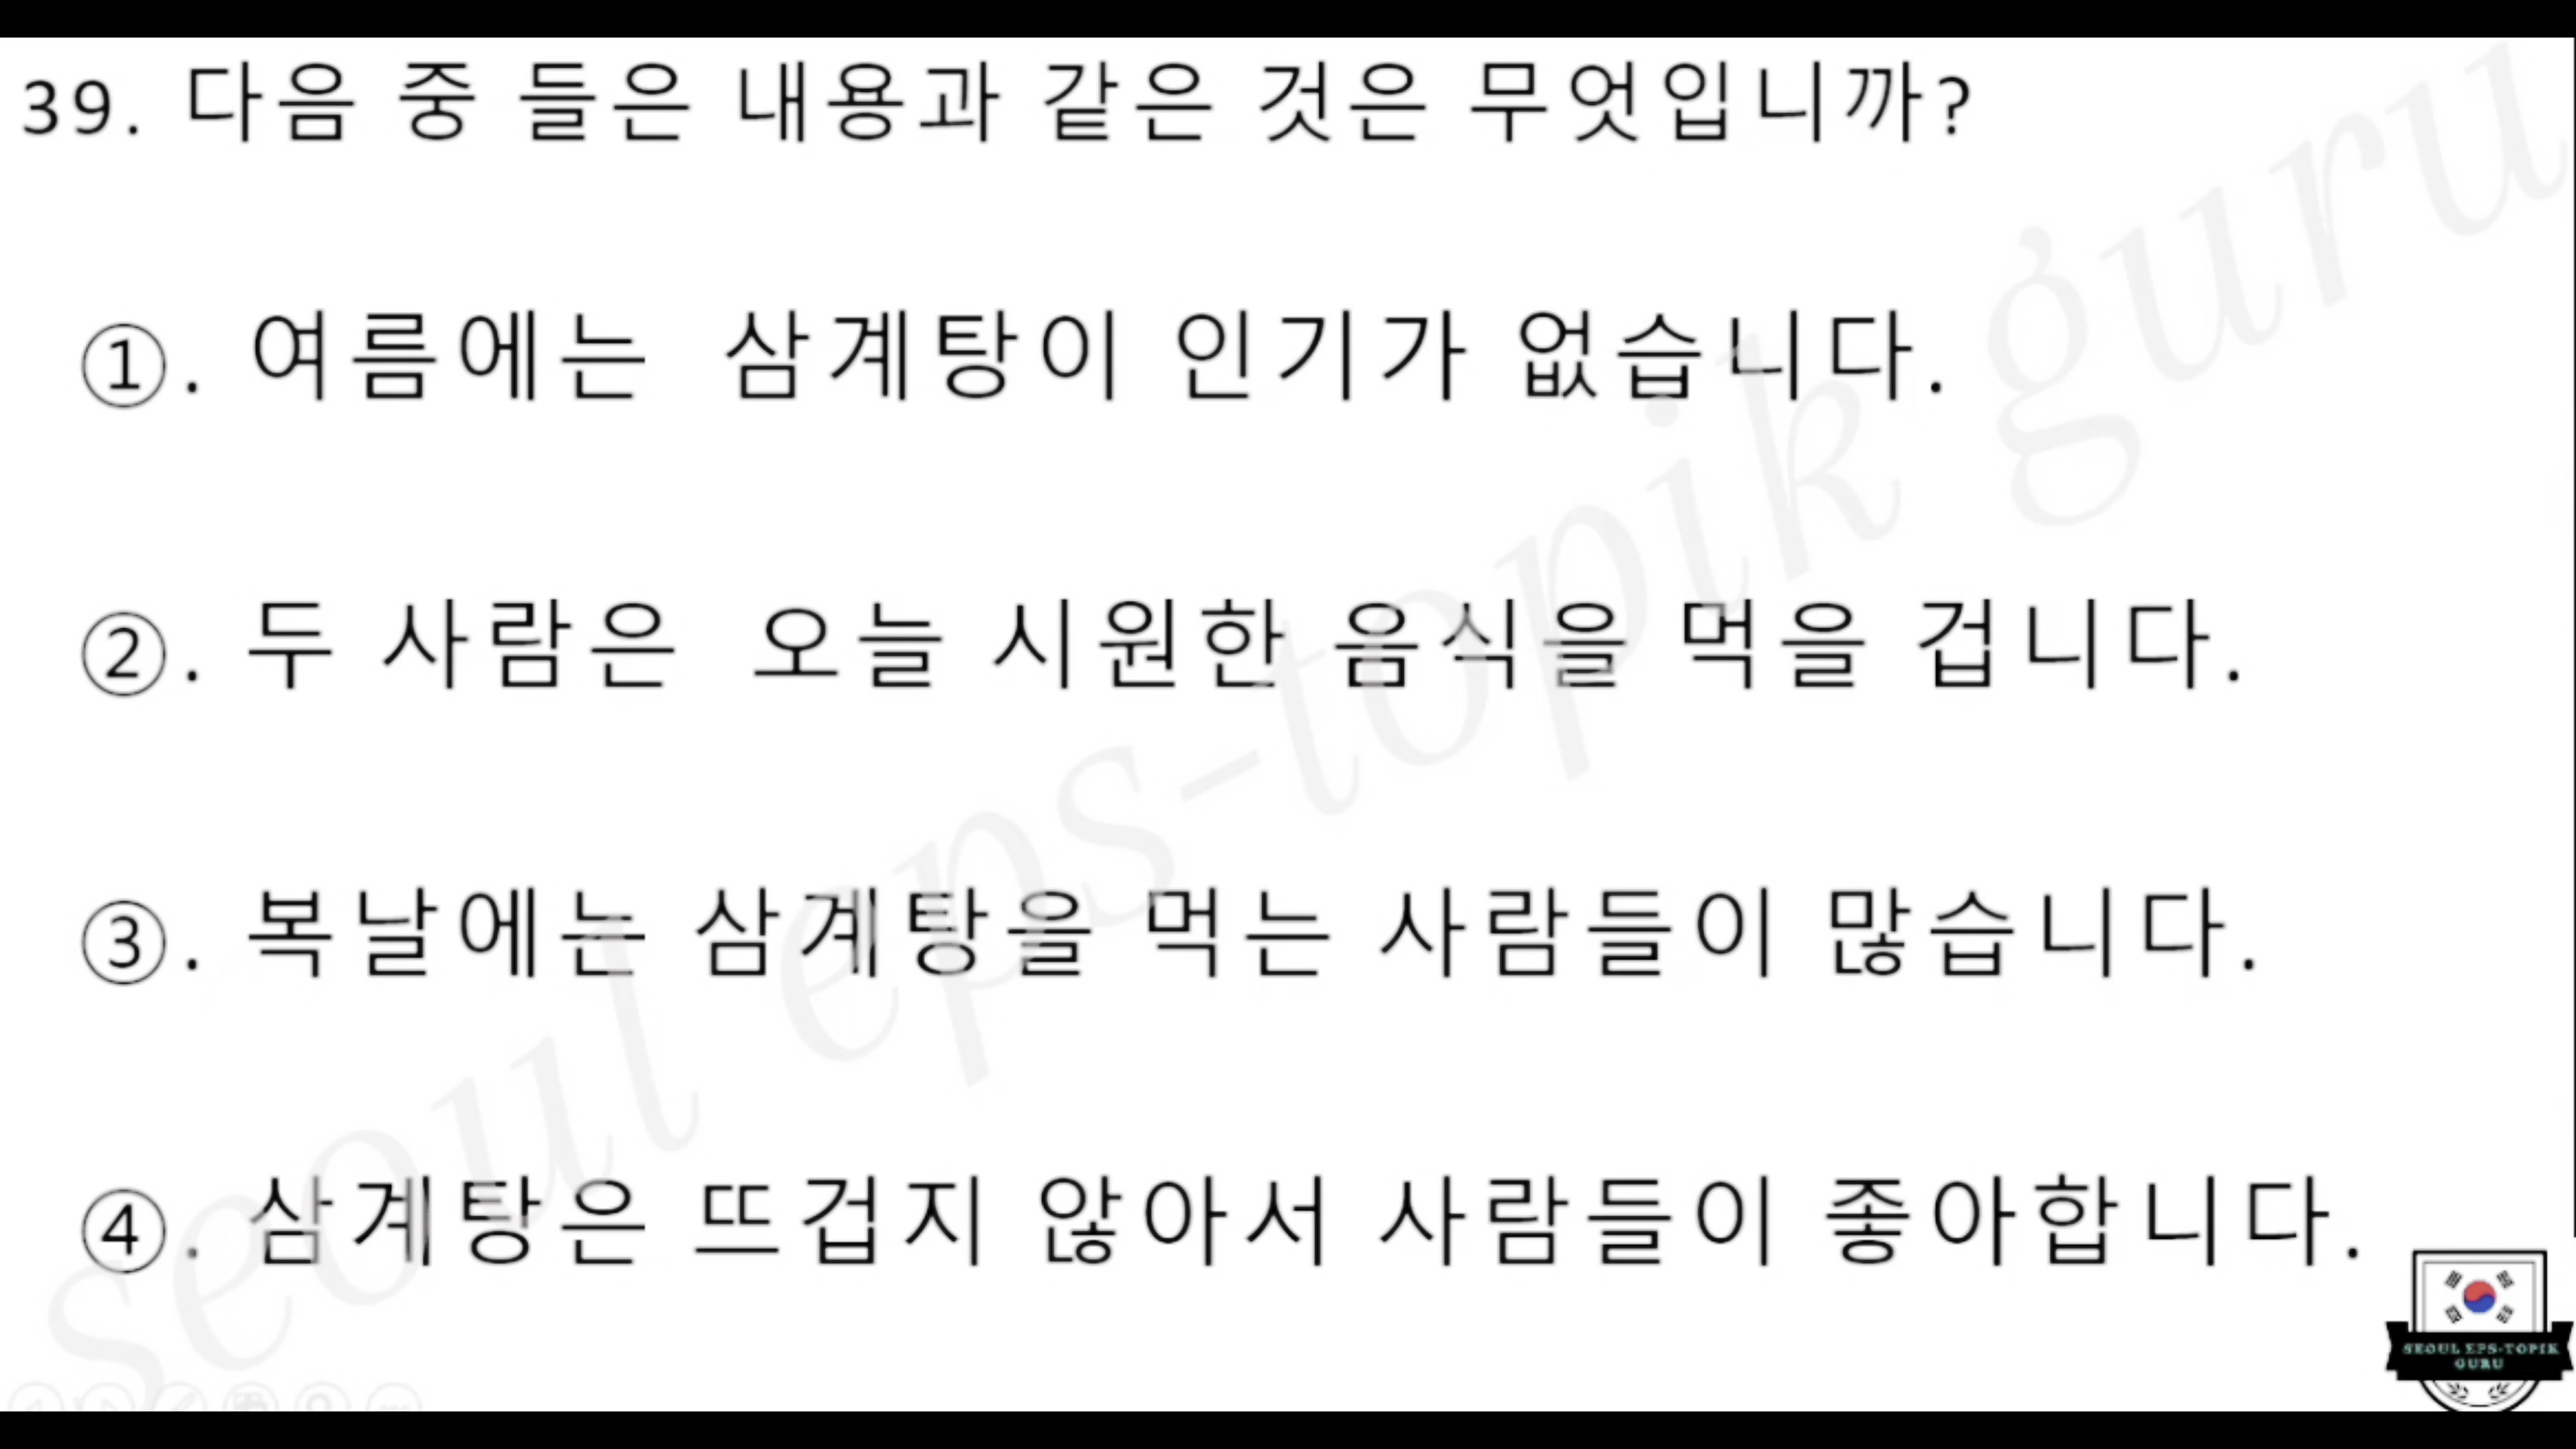 39. 다음 중 들은 내용과 같은 것은 무엇입니까?
①. 여름에는 삼계탕이 인기가 없습니다.
②. 두 사람은 오늘 시원한 음식을 먹을 겁니다.
③. 복날에는 삼계탕을 먹는 사람들이 많습니다.
④. 삼계탕은 뜨겁지 않아서 사람들이 좋아합니다.
seoul eps-topik guru
SEOUL EPS-TOPIK
GURU